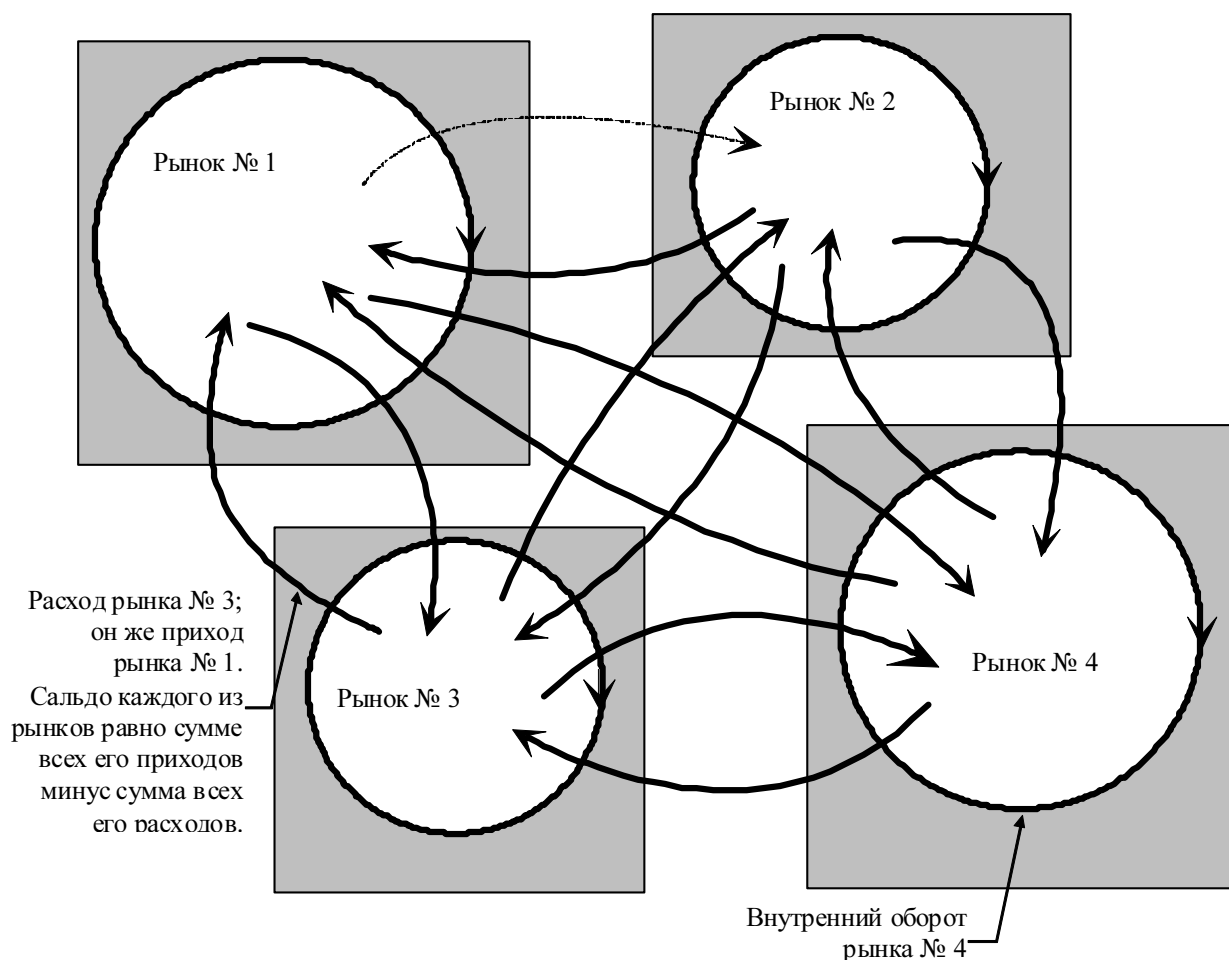 Рынок № 1
Рынок № 2
Рынок № 3
Рынок № 4
Расход рынка № 3;
он же приход
рынка № 1.
Сальдо каждого из
рынков равно сумме
всех его приходов
минус сумма всех
его расходов.
Внутренний оборот
рынка № 4